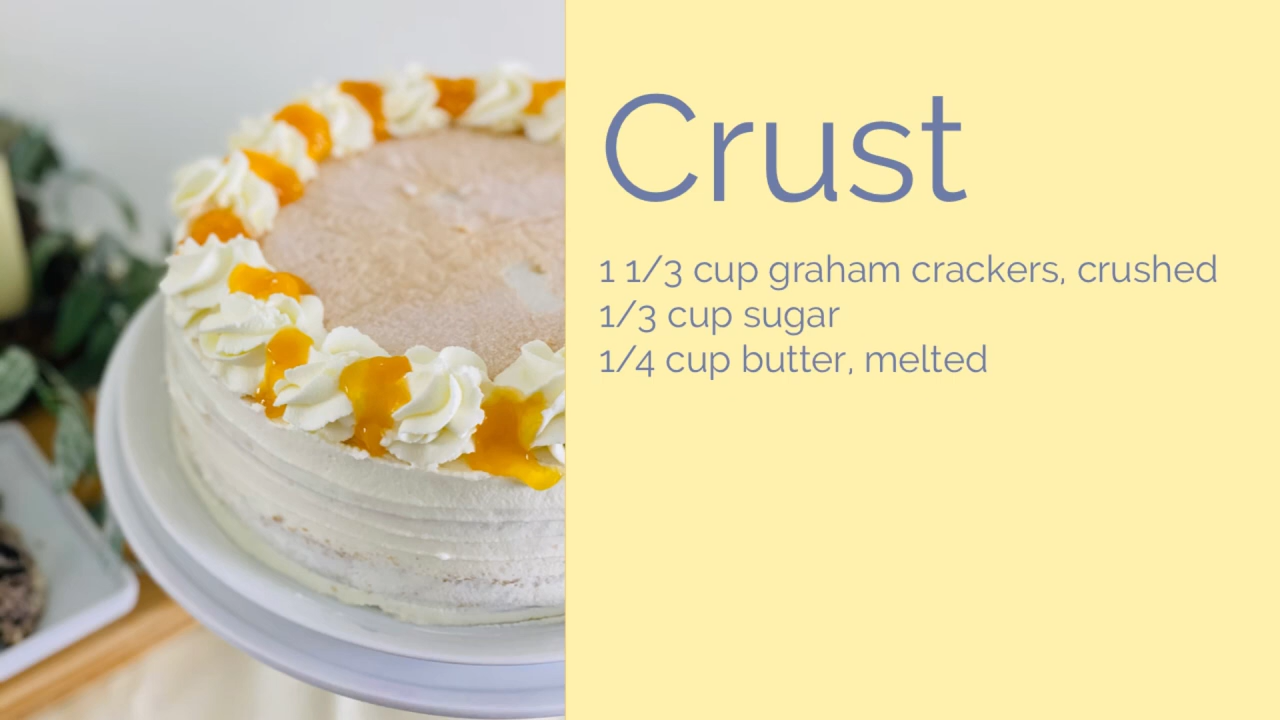 Crust
1 1/3 cup graham crackers, crushed
1/3 cup sugar
1/4 cup butter, melted